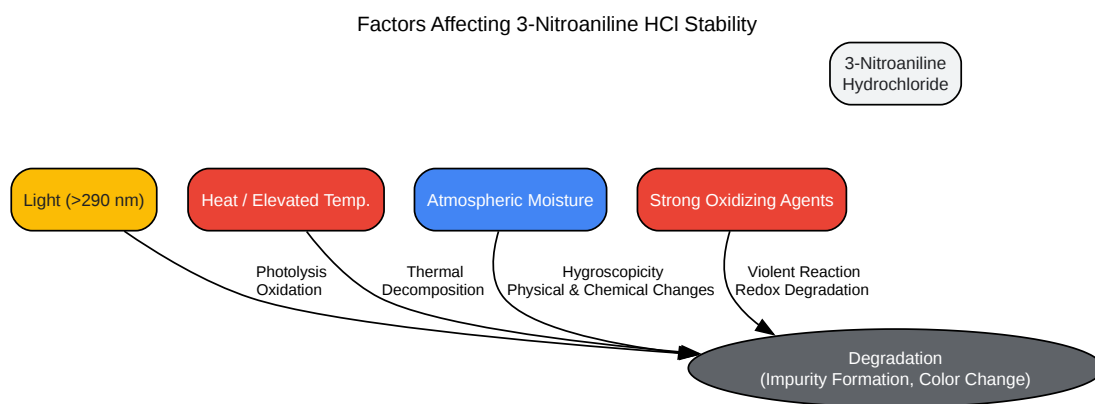 Factors Affecting 3-Nitroaniline HCl Stability
3-Nitroaniline
Hydrochloride
Light (>290 nm)
Heat / Elevated Temp.
Atmospheric Moisture
Strong Oxidizing Agents
Photolysis
Oxidation
Thermal
Decomposition
Hygroscopicity
Physical & Chemical Changes
Violent Reaction
Redox Degradation
Degradation
(Impurity Formation, Color Change)